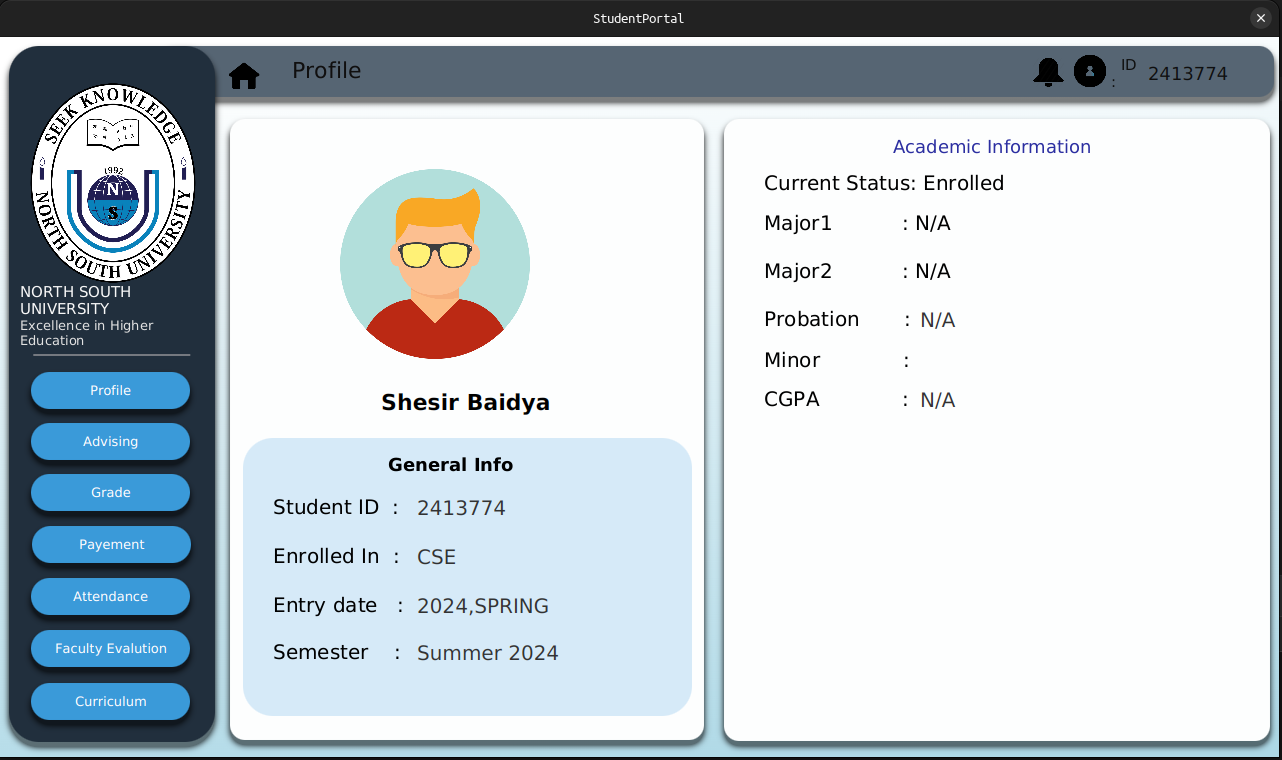 StudentPortal
Profile
ID
:
2413774
SEEK KNOWLEDGE
1992
N
S
NORTH SOUTH UNIVERSITY
NORTH SOUTH
UNIVERSITY
Excellence in Higher
Education
Profile
Advising
Grade
Payement
Attendance
Faculty Evalution
Curriculum
Shesir Baidya
General Info
Student ID : 2413774
Enrolled In : CSE
Entry date : 2024,SPRING
Semester : Summer 2024
Academic Information
Current Status: Enrolled
Major1 : N/A
Major2 : N/A
Probation : N/A
Minor :
CGPA : N/A